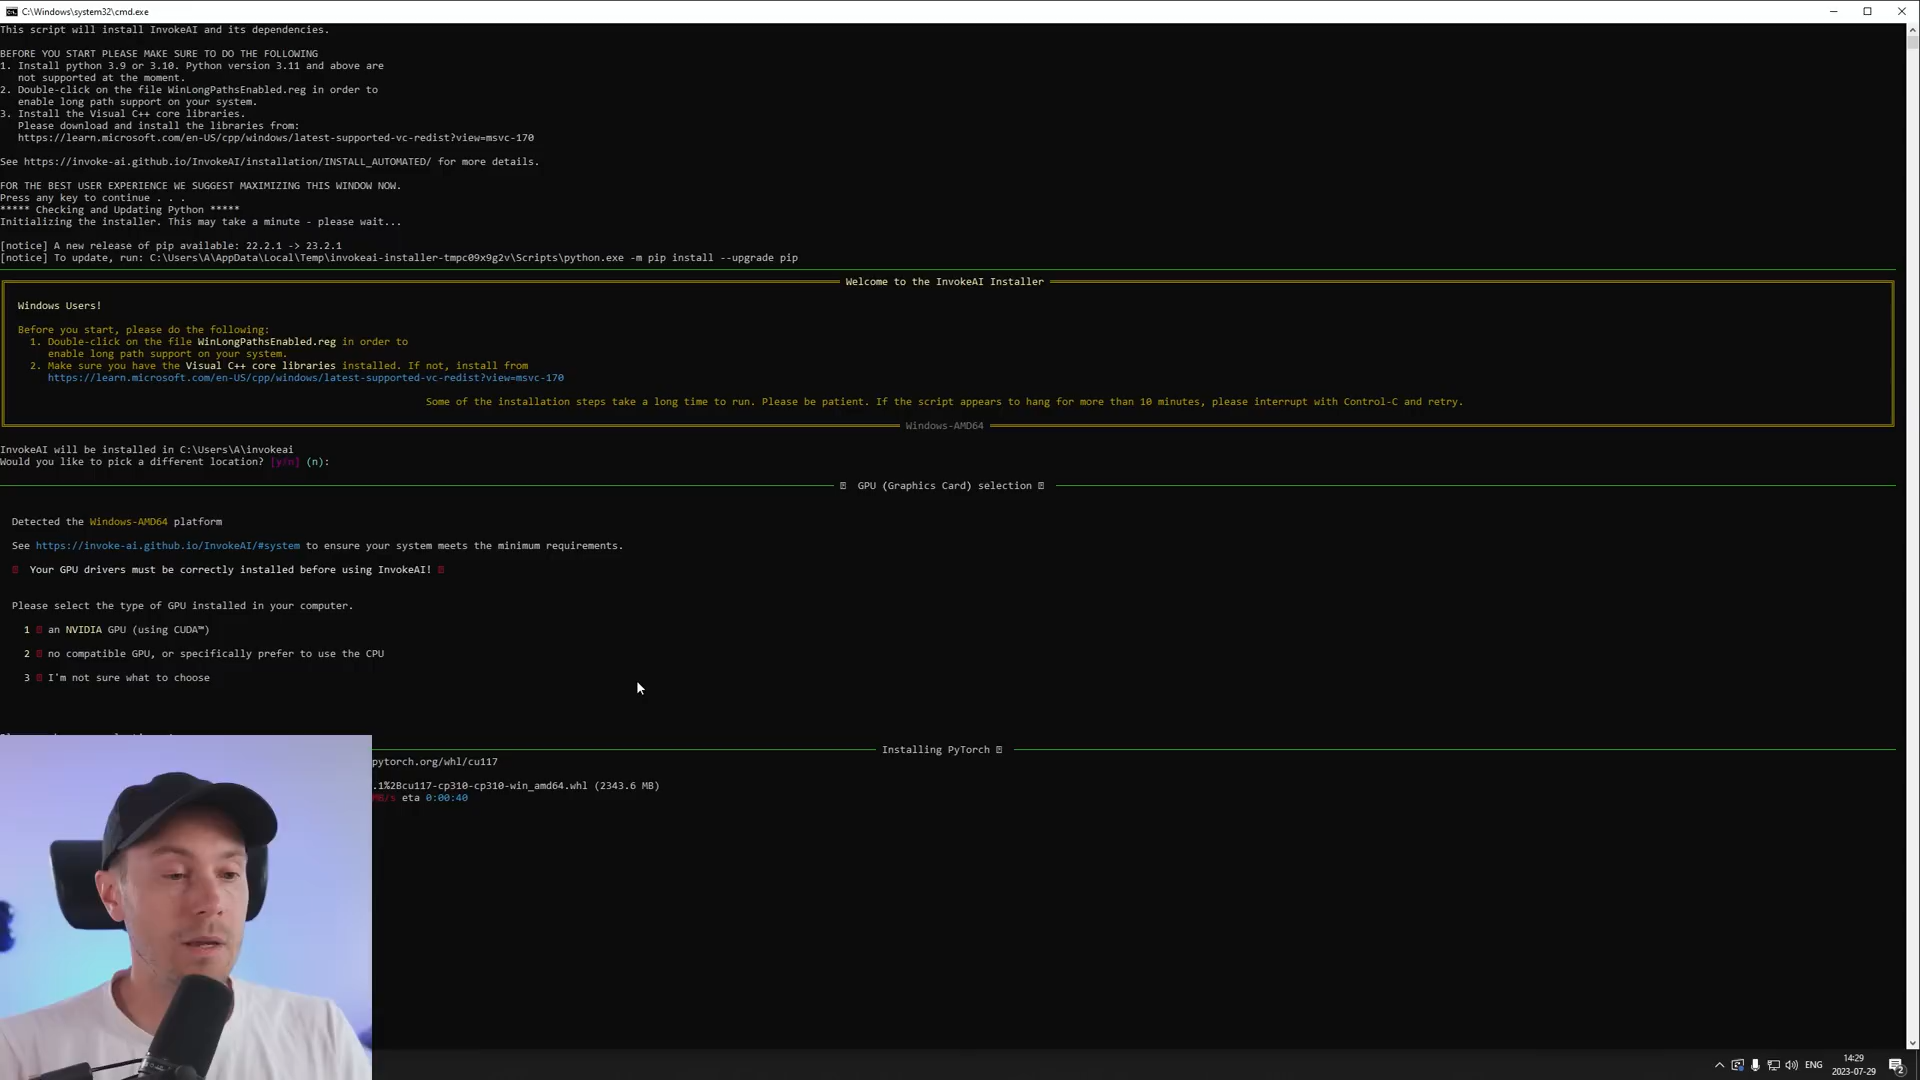 C:\Windows\system32\cmd.exe
This script will install InvokeAI and its dependencies.
BEFORE YOU START PLEASE MAKE SURE TO DO THE FOLLOWING
1. Install python 3.9 or 3.10. Python version 3.11 and above are
not supported at the moment.
2. Double-click on the file WinLongPathsEnabled.reg in order to
enable long path support on your system.
3. Install the Visual C++ core libraries.
Please download and install the libraries from:
https://learn.microsoft.com/en-US/cpp/windows/latest-supported-vc-redist?view=msvc-170
See https://invoke-ai.github.io/InvokeAI/installation/INSTALL_AUTOMATED/ for more details.
FOR THE BEST USER EXPERIENCE WE SUGGEST MAXIMIZING THIS WINDOW NOW.
Press any key to continue . . .
***** Checking and Updating Python *****
Initializing the installer. This may take a minute - please wait...
[notice] A new release of pip available: 22.2.1 -> 23.2.1
[notice] To update, run: C:\Users\A\AppData\Local\Temp\invokeai-installer-tmpc09x9g2v\Scripts\python.exe -m pip install --upgrade pip
Welcome to the InvokeAI Installer
Windows Users!
Before you start, please do the following:
1. Double-click on the file WinLongPathsEnabled.reg in order to
enable long path support on your system.
2. Make sure you have the Visual C++ core libraries installed. If not, install from
https://learn.microsoft.com/en-US/cpp/windows/latest-supported-vc-redist?view=msvc-170
Some of the installation steps take a long time to run. Please be patient. If the script appears to hang for more than 10 minutes, please interrupt with Control-C and retry.
Windows-AMD64
InvokeAI will be installed in C:\Users\A\invokeai
Would you like to pick a different location? [y/n] (n):
GPU (Graphics Card) selection
Detected the Windows-AMD64 platform
See https://invoke-ai.github.io/InvokeAI/#system to ensure your system meets the minimum requirements.
Your GPU drivers must be correctly installed before using InvokeAI!
Please select the type of GPU installed in your computer.
1 an NVIDIA GPU (using CUDA™)
2 no compatible GPU, or specifically prefer to use the CPU
3 I'm not sure what to choose
Installing PyTorch
pytorch.org/whl/cu117
.1%2Bcu117-cp310-cp310-win_amd64.whl (2343.6 MB)
MB/s eta 0:00:40
ENG
14:29
2023-07-29
2